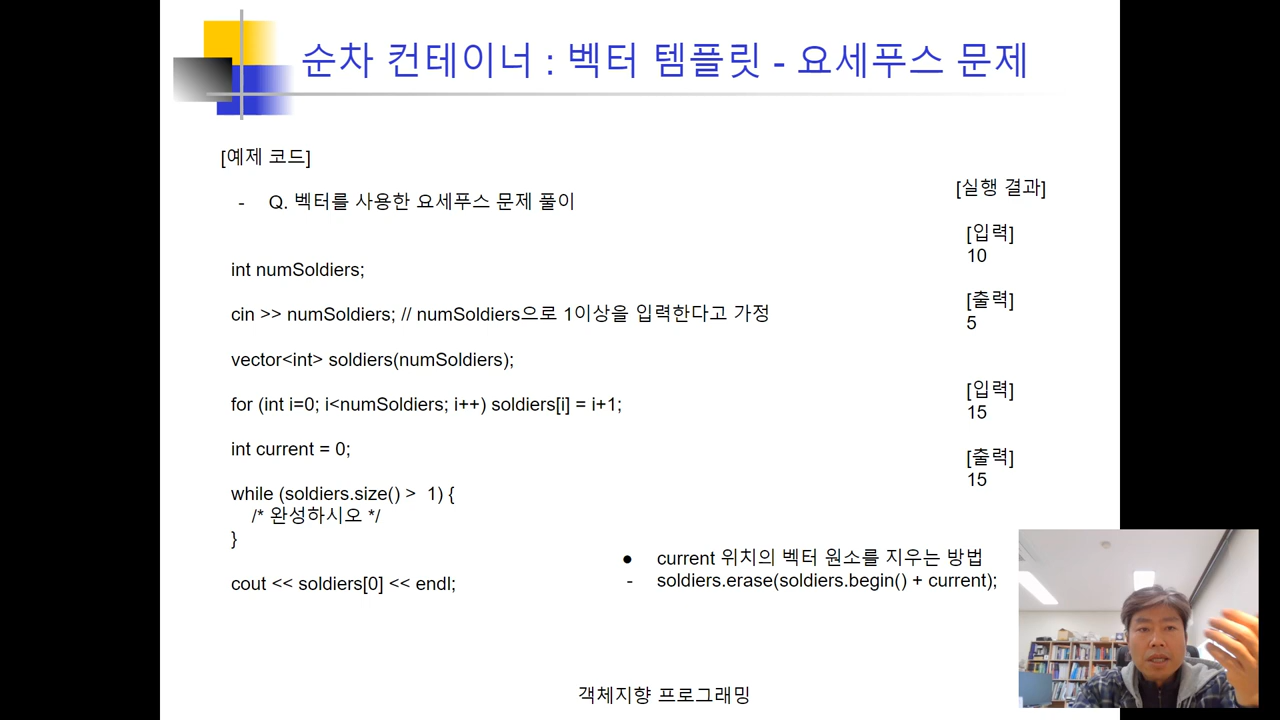 순차 컨테이너 : 벡터 템플릿 - 요세푸스 문제
[예제 코드]
- Q. 벡터를 사용한 요세푸스 문제 풀이
int numSoldiers;
cin >> numSoldiers; // numSoldiers으로 1이상을 입력한다고 가정
vector<int> soldiers(numSoldiers);
for (int i=0; i<numSoldiers; i++) soldiers[i] = i+1;
int current = 0;
while (soldiers.size() >  1) {
/* 완성하시오 */
}
cout << soldiers[0] << endl;
[실행 결과]
[입력]
10
[출력]
5
[입력]
15
[출력]
15
● current 위치의 벡터 원소를 지우는 방법
- soldiers.erase(soldiers.begin() + current);
객체지향 프로그래밍